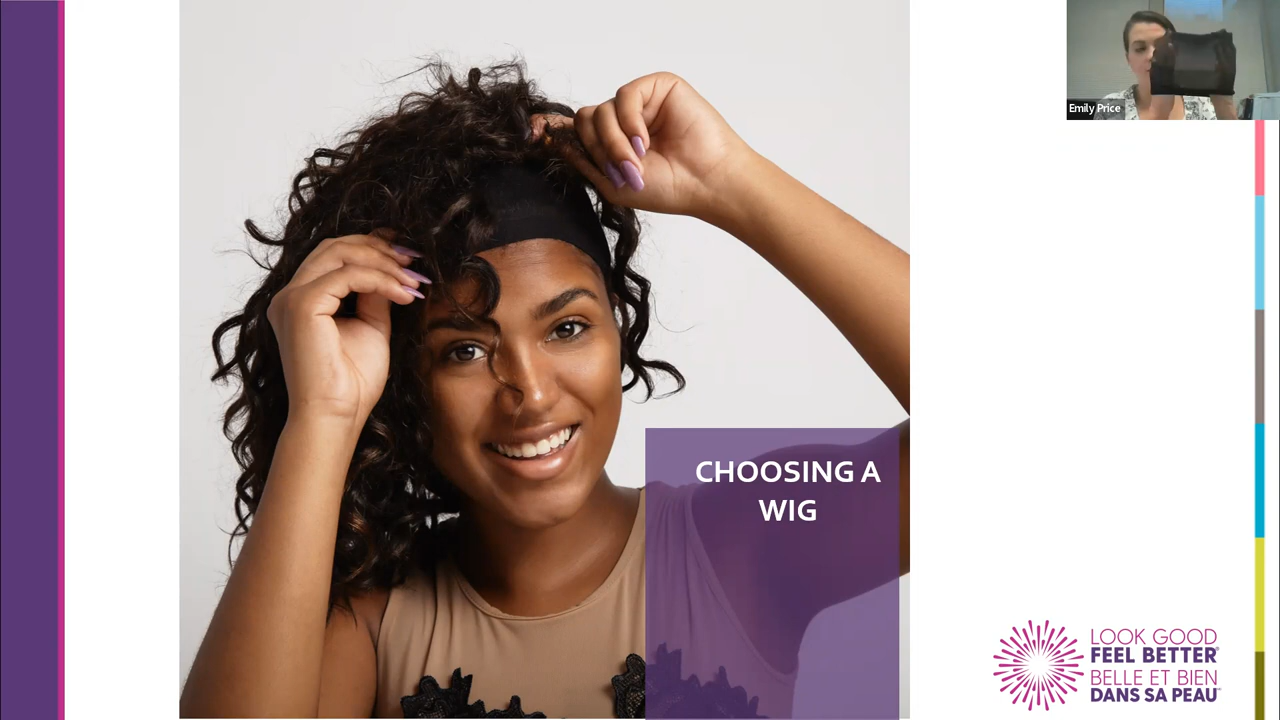 Emily Price
CHOOSING A
WIG
LOOK GOOD
FEEL BETTER®
BELLE ET BIEN
DANS SA PEAU